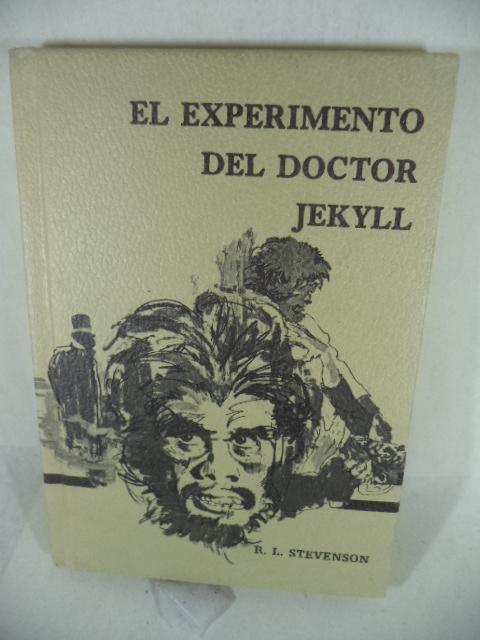 EL EXPERIMENTO
DEL DOCTOR
JEKYLL
R. L. STEVENSON